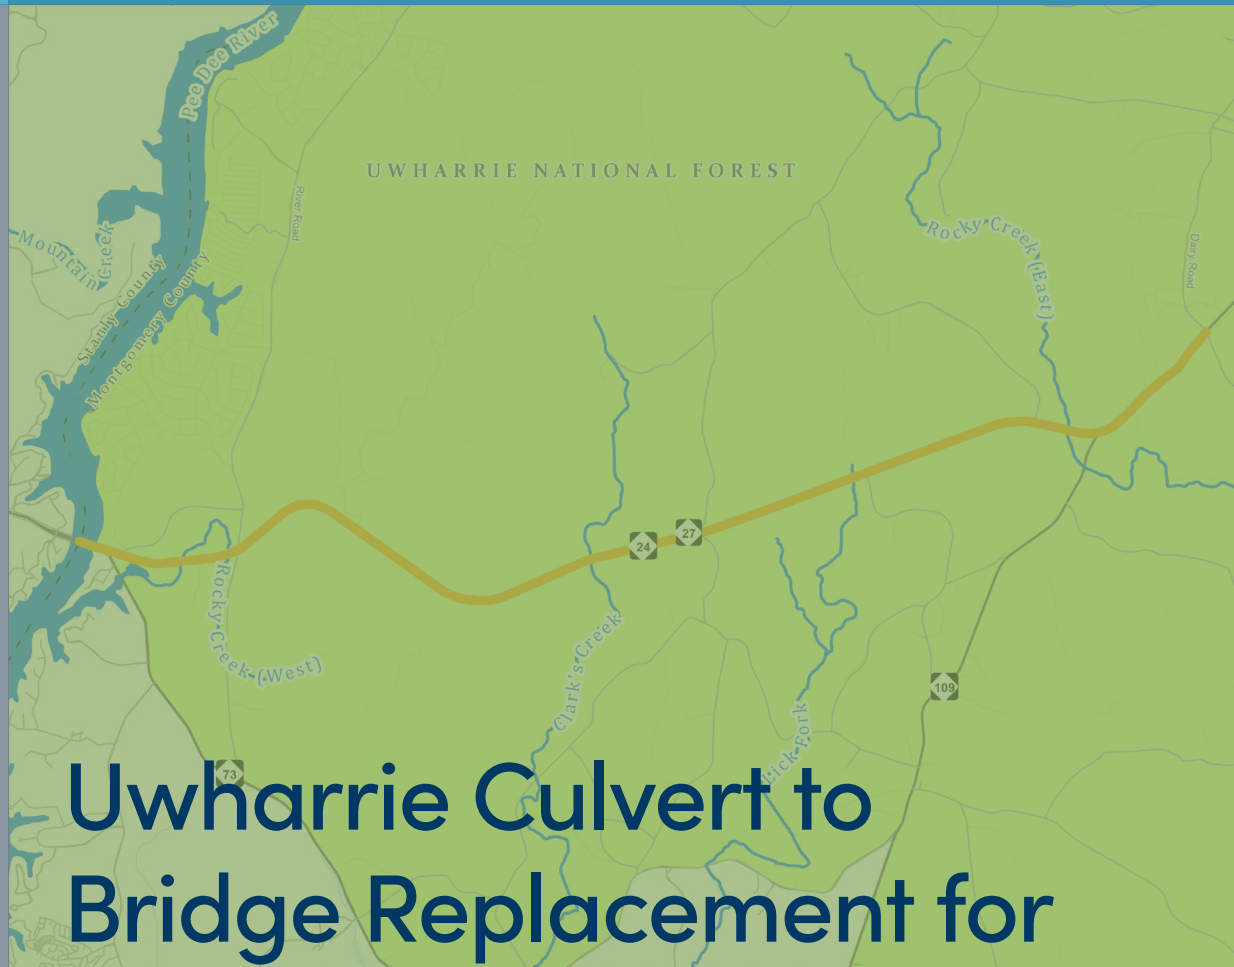 Pee Dee River
UWHARRIE NATIONAL FOREST
River Road
Rocky Creek (East)
Mountain Creek
Dairy Road
Stanly County
Montgomery County
27
24
Rocky Creek (West)
Clark's Creek
109
Lick Fork
73
Uwharrie Culvert to
Bridge Replacement for